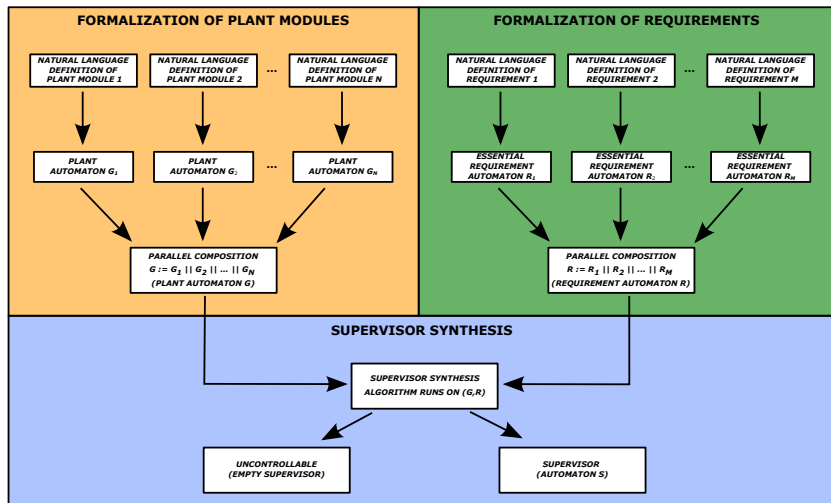 FORMALIZATION OF PLANT MODULES
NATURAL LANGUAGE
DEFINITION OF
PLANT MODULE 1
NATURAL LANGUAGE
DEFINITION OF
PLANT MODULE 2
...
NATURAL LANGUAGE
DEFINITION OF
PLANT MODULE N
PLANT
AUTOMATON G1
PLANT
AUTOMATON G2
...
PLANT
AUTOMATON GN
PARALLEL COMPOSITION
G := G1 || G2 || ... || GN
(PLANT AUTOMATON G)
FORMALIZATION OF REQUIREMENTS
NATURAL LANGUAGE
DEFINITION OF
REQUIREMENT 1
NATURAL LANGUAGE
DEFINITION OF
REQUIREMENT 2
...
NATURAL LANGUAGE
DEFINITION OF
REQUIREMENT M
ESSENTIAL
REQUIREMENT
AUTOMATON R1
ESSENTIAL
REQUIREMENT
AUTOMATON R2
...
ESSENTIAL
REQUIREMENT
AUTOMATON RM
PARALLEL COMPOSITION
R := R1 || R2 || ... || RM
(REQUIREMENT AUTOMATON R)
SUPERVISOR SYNTHESIS
SUPERVISOR SYNTHESIS
ALGORITHM RUNS ON (G,R)
UNCONTROLLABLE
(EMPTY SUPERVISOR)
SUPERVISOR
(AUTOMATON S)